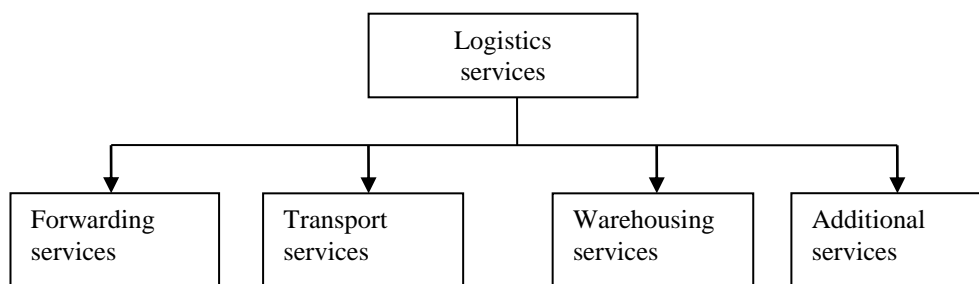 Logistics
services
Forwarding
services
Transport
services
Warehousing
services
Additional
services